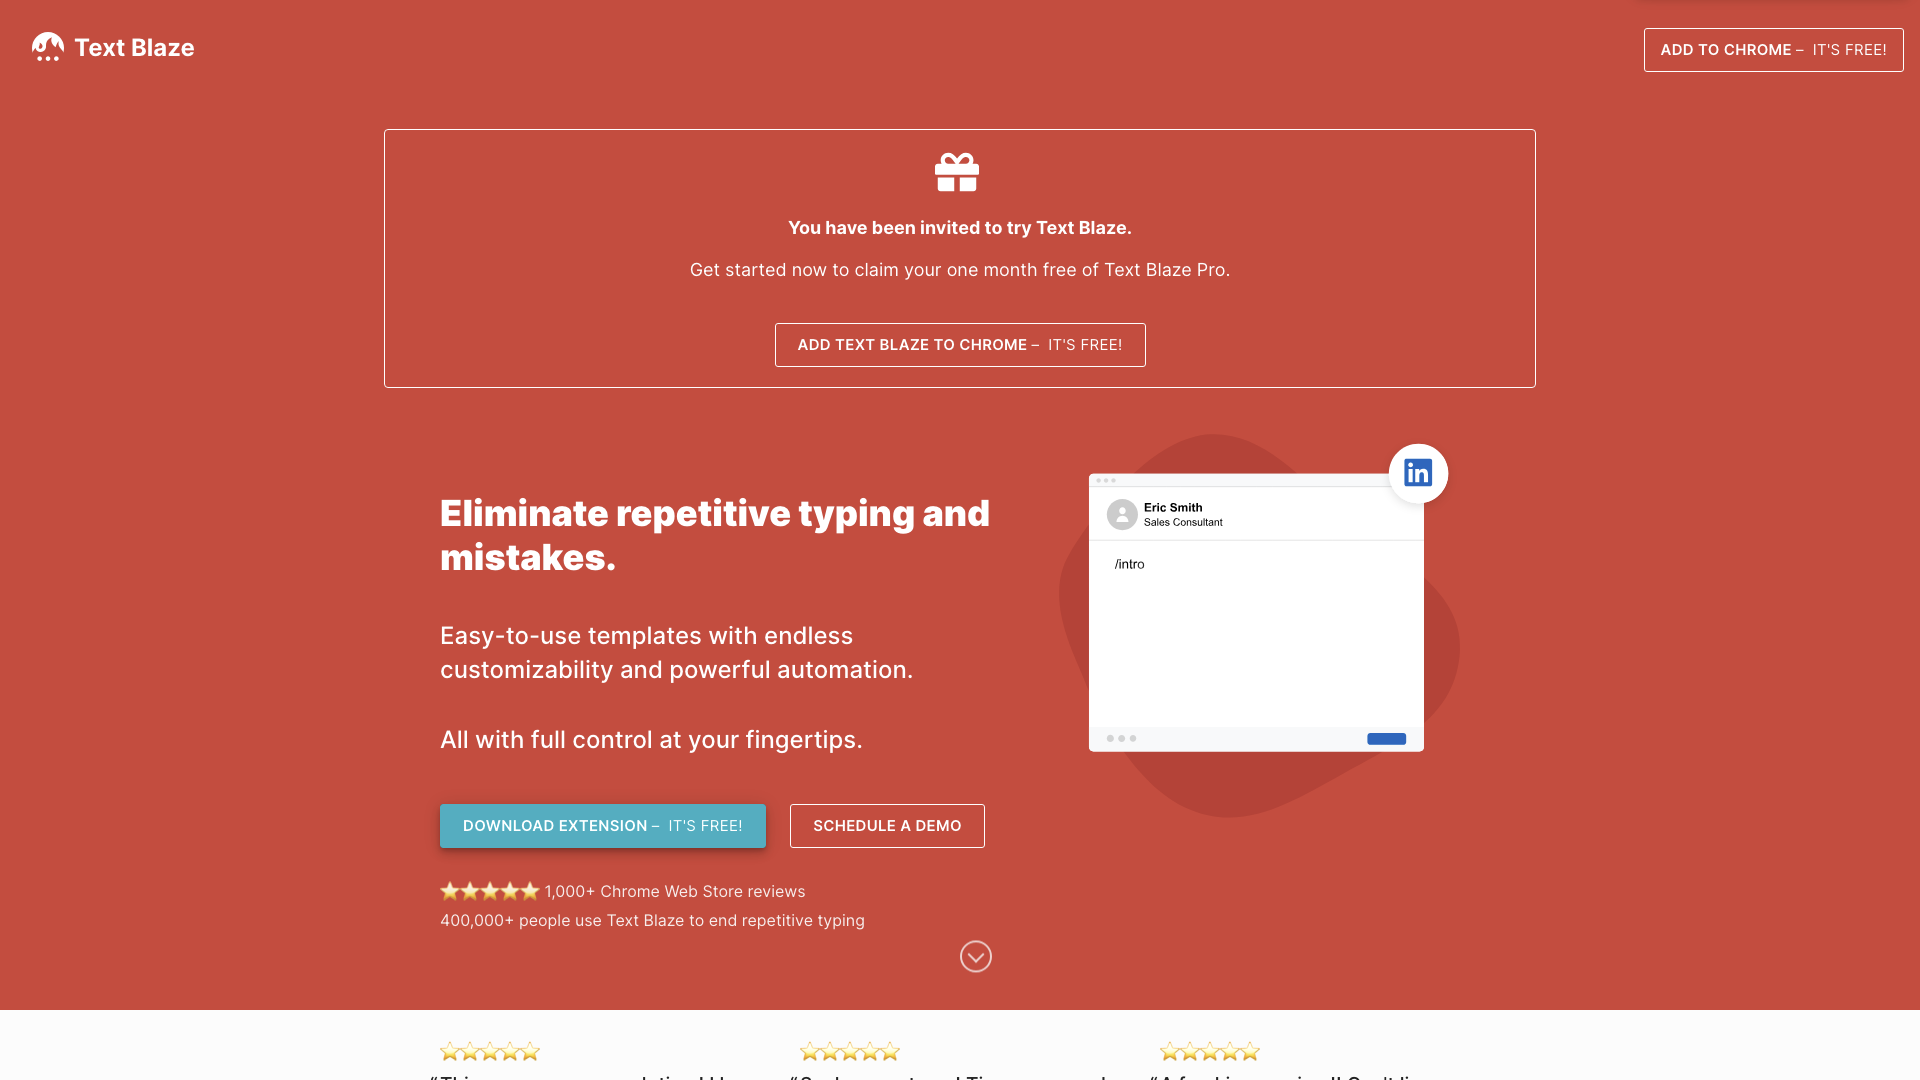 Text Blaze
ADD TO CHROME – IT'S FREE!
You have been invited to try Text Blaze.
Get started now to claim your one month free of Text Blaze Pro.
ADD TEXT BLAZE TO CHROME – IT'S FREE!
Eliminate repetitive typing and
mistakes.
Easy-to-use templates with endless
customizability and powerful automation.
All with full control at your fingertips.
DOWNLOAD EXTENSION – IT'S FREE!
SCHEDULE A DEMO
1,000+ Chrome Web Store reviews
400,000+ people use Text Blaze to end repetitive typing
in
Eric Smith
Sales Consultant
/intro